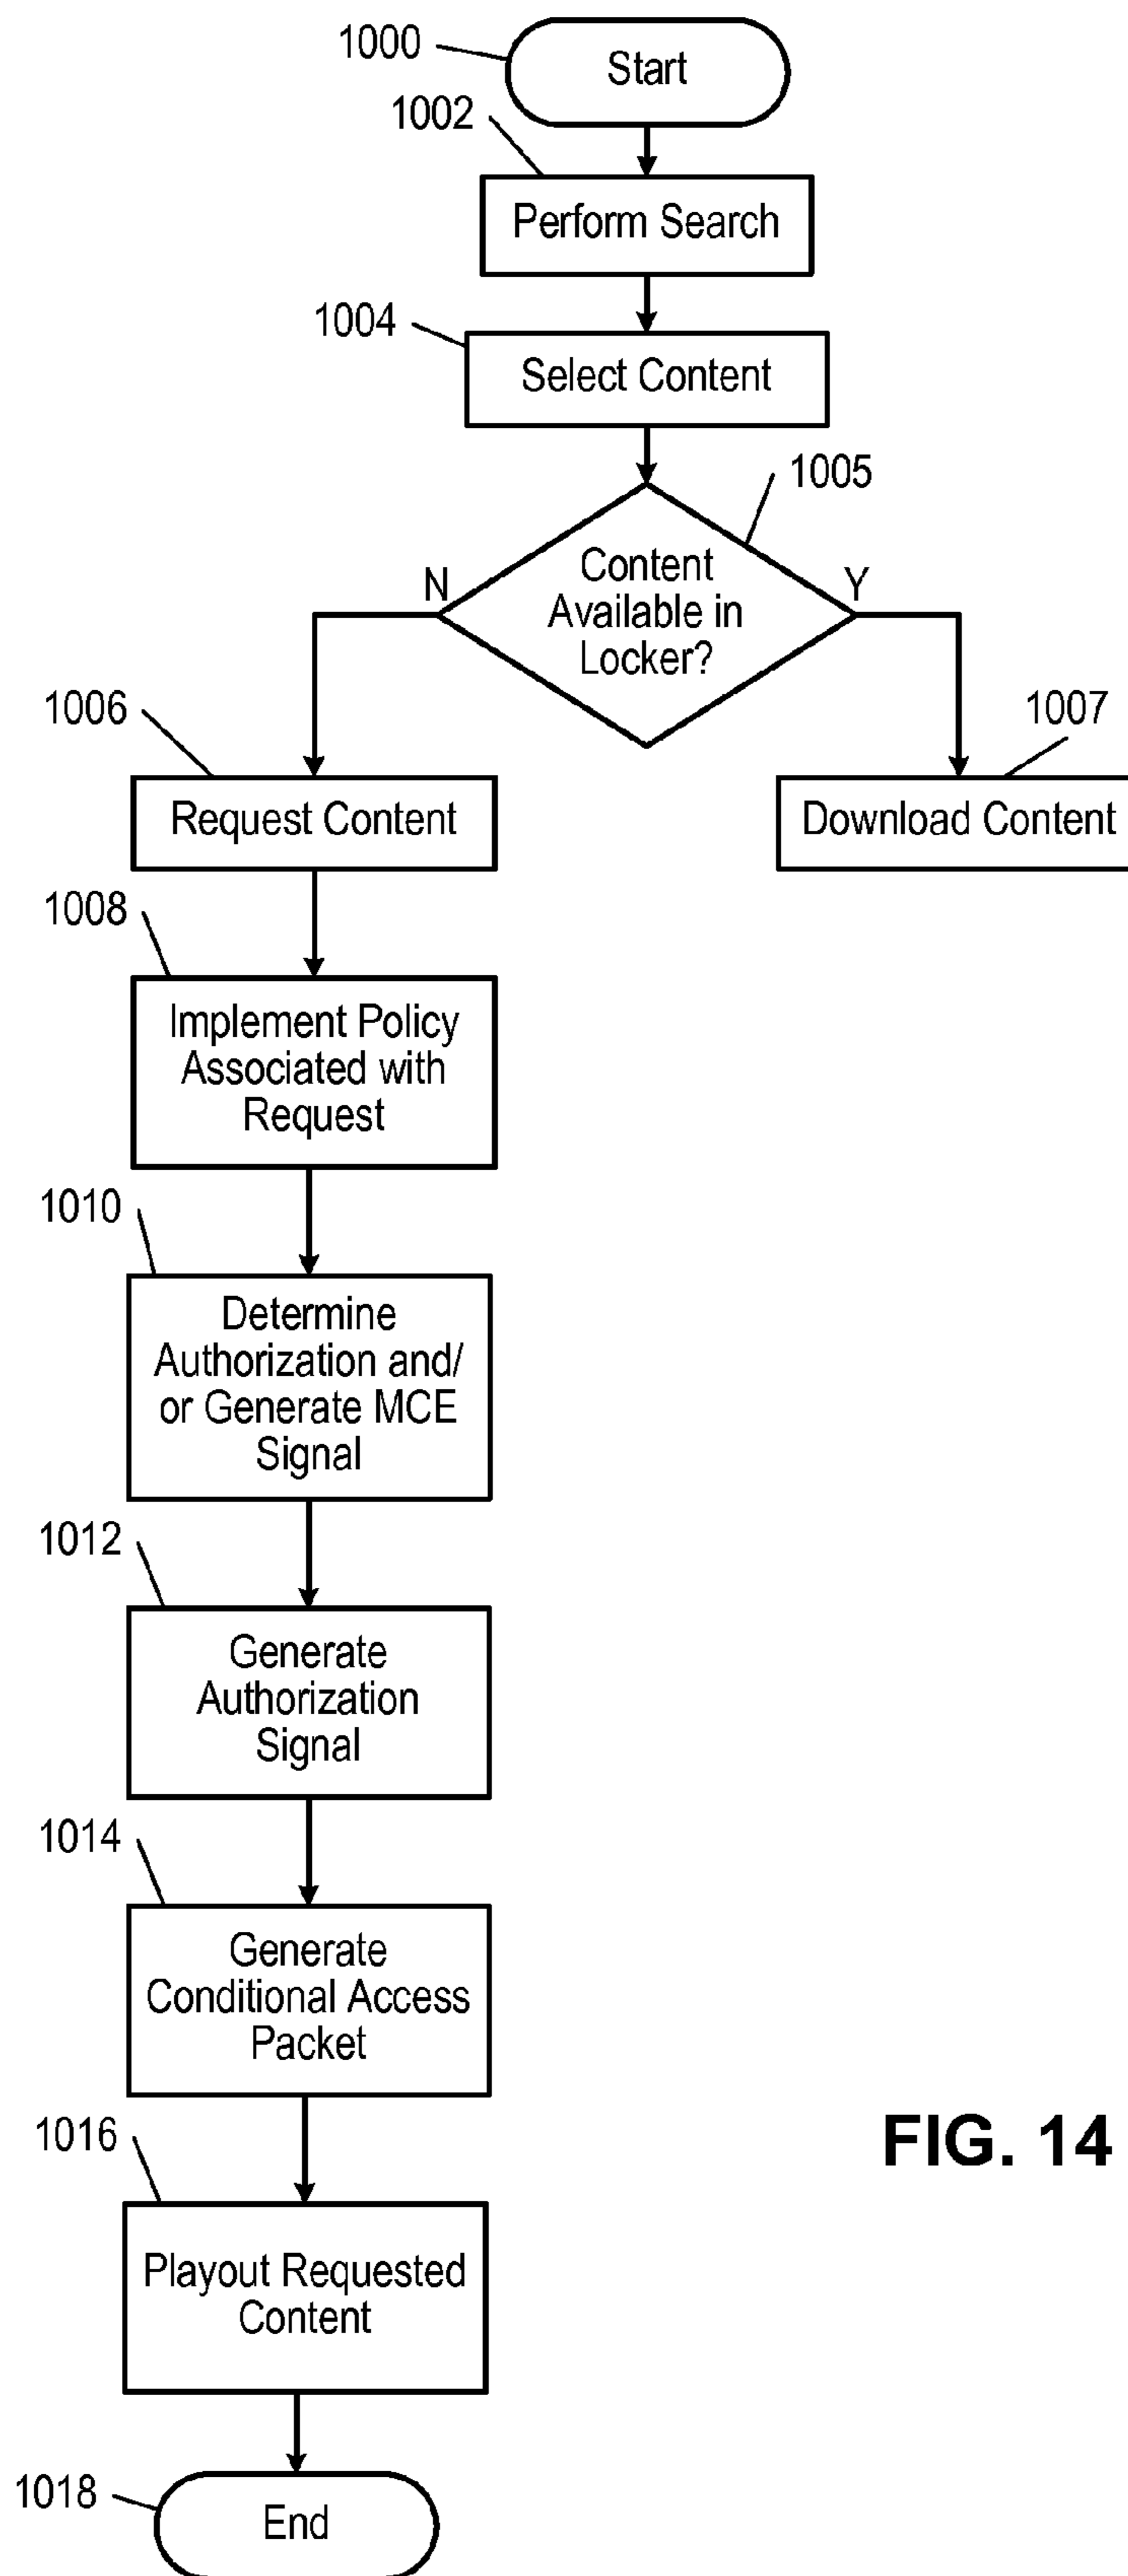 1000
Start
1002
Perform Search
1004
Select Content
1005
Content
Available in
Locker?
N
Y
1006
Request Content
1007
Download Content
1008
Implement Policy
Associated with
Request
1010
Determine
Authorization and/
or Generate MCE
Signal
1012
Generate
Authorization
Signal
1014
Generate
Conditional Access
Packet
1016
Playout Requested
Content
1018
End
FIG. 14